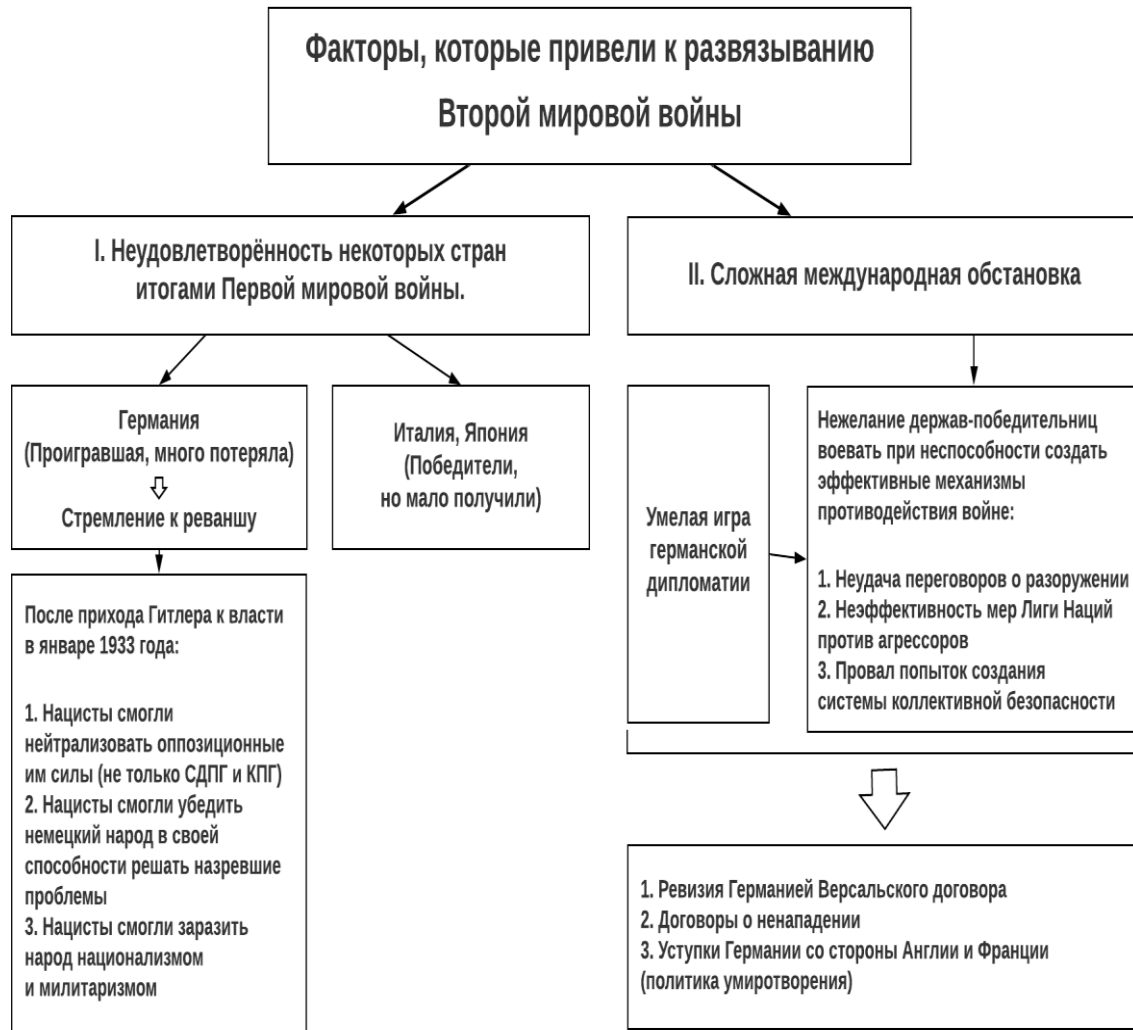 Факторы, которые привели к развязыванию
Второй мировой войны
I. Неудовлетворённость некоторых стран
итогами Первой мировой войны.
II. Сложная международная обстановка
Германия
(Проигравшая, много потеряла)
Стремление к реваншу
Италия, Япония
(Победители,
но мало получили)
После прихода Гитлера к власти
в январе 1933 года:
1. Нацисты смогли
нейтрализовать оппозиционные
им силы (не только СДПГ и КПГ)
2. Нацисты смогли убедить
немецкий народ в своей
способности решать назревшие
проблемы
3. Нацисты смогли заразить
народ национализмом
и милитаризмом
Умелая игра
германской
дипломатии
Нежелание держав-победительниц
воевать при неспособности создать
эффективные механизмы
противодействия войне:
1. Неудача переговоров о разоружении
2. Неэффективность мер Лиги Наций
против агрессоров
3. Провал попыток создания
системы коллективной безопасности
1. Ревизия Германией Версальского договора
2. Договоры о ненападении
3. Уступки Германии со стороны Англии и Франции
(политика умиротворения)